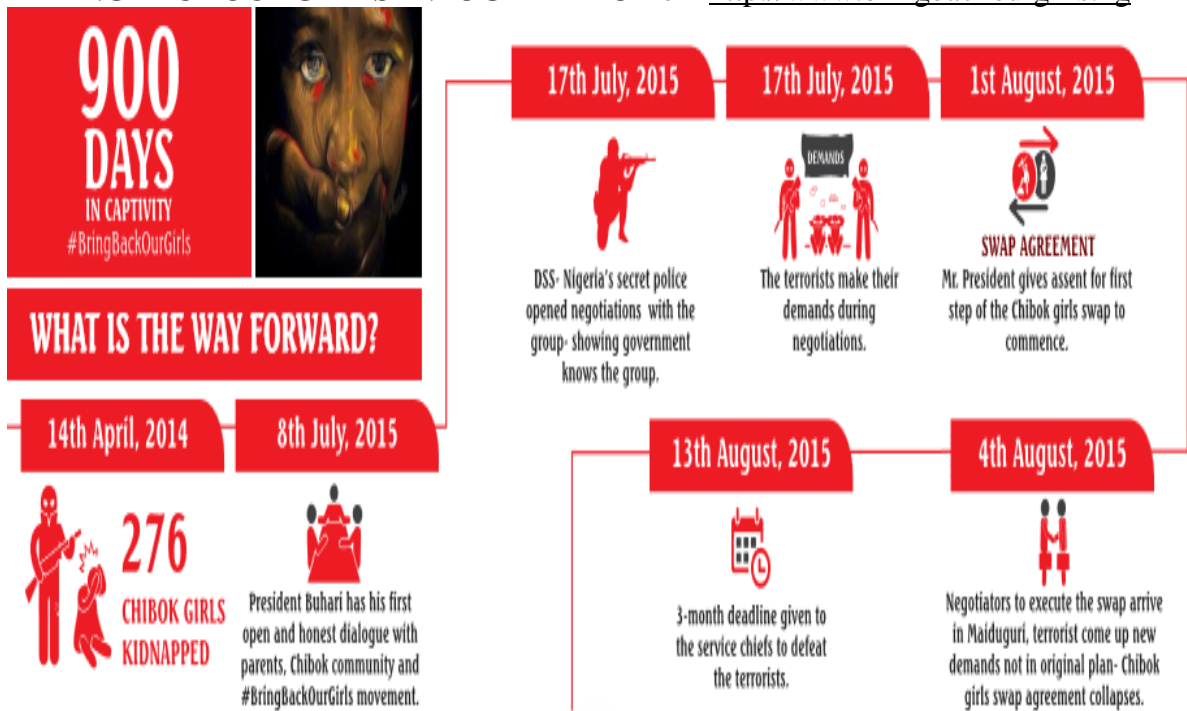 900
DAYS
IN CAPTIVITY
#BringBackOurGirls
WHAT IS THE WAY FORWARD?
14th April, 2014
276
CHIBOK GIRLS
KIDNAPPED
8th July, 2015
President Buhari has his first
open and honest dialogue with
parents, Chibok community and
#BringBackOurGirls movement.
17th July, 2015
DSS- Nigeria's secret police
opened negotiations with the
group- showing government
knows the group.
17th July, 2015
DEMANDS
The terrorists make their
demands during
negotiations.
1st August, 2015
SWAP AGREEMENT
Mr. President gives assent for first
step of the Chibok girls swap to
commence.
4th August, 2015
Negotiators to execute the swap arrive
in Maiduguri, terrorist come up new
demands not in original plan- Chibok
girls swap agreement collapses.
13th August, 2015
3-month deadline given to
the service chiefs to defeat
the terrorists.